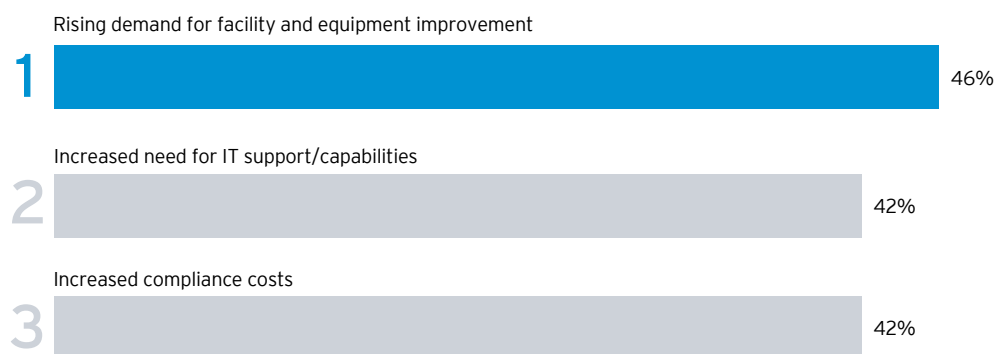 Rising demand for facility and equipment improvement
1
46%
Increased need for IT support/capabilities
2
42%
Increased compliance costs
3
42%